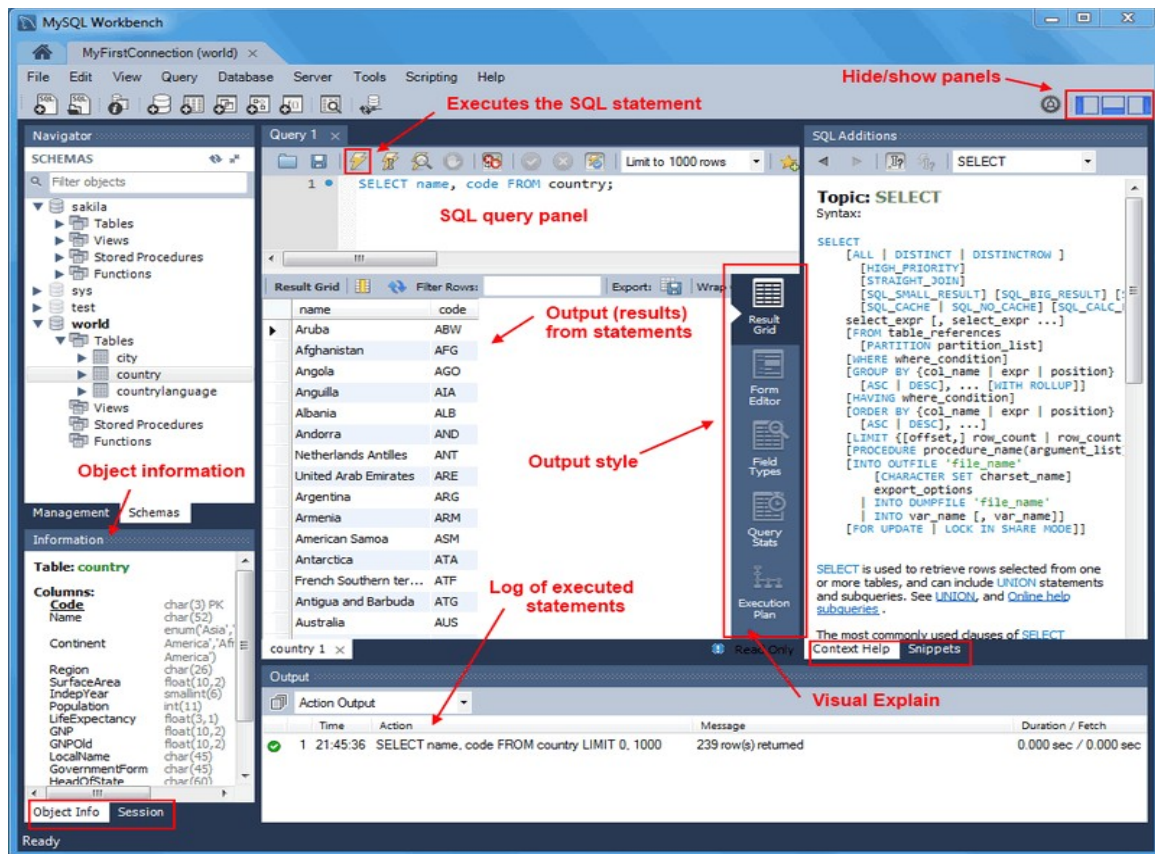 MySQL Workbench
MyFirstConnection (world)
File Edit View Query Database Server Tools Scripting Help
Hide/show panels
Executes the SQL statement
Navigator
SCHEMAS
Filter objects
sakila
Tables
Views
Stored Procedures
Functions
sys
test
world
Tables
city
country
countrylanguage
Views
Stored Procedures
Functions
Object information
Management Schemas
Information
Table: country
Columns:
Code char(3) PK
Name char(52)
enum('Asia','
Continent America','Afr
America')
Region char(26)
SurfaceArea float(10,2)
IndepYear smallint(6)
Population int(11)
LifeExpectancy float(3,1)
GNP float(10,2)
GNPOld float(10,2)
LocalName char(45)
GovernmentForm char(45)
HeadOfState char(60)
Object Info Session
Ready
Query 1
Limit to 1000 rows
1 SELECT name, code FROM country;
SQL query panel
Result Grid Filter Rows: Export: Wrap
name code
Aruba ABW
Afghanistan AFG
Angola AGO
Anguilla AIA
Albania ALB
Andorra AND
Netherlands Antilles ANT
United Arab Emirates ARE
Argentina ARG
Armenia ARM
American Samoa ASM
Antarctica ATA
French Southern ter... ATF
Antigua and Barbuda ATG
Australia AUS
Output (results)
from statements
Output style
Log of executed
statements
Result
Grid
Form
Editor
Field
Types
Query
Stats
Execution
Plan
country 1
Read Only
Visual Explain
Output
Action Output
Time Action Message Duration / Fetch
1 21:45:36 SELECT name, code FROM country LIMIT 0, 1000 239 row(s) returned 0.000 sec / 0.000 sec
SQL Additions
SELECT
Topic: SELECT
Syntax:
SELECT
[ALL | DISTINCT | DISTINCTROW ]
[HIGH_PRIORITY]
[STRAIGHT_JOIN]
[SQL_SMALL_RESULT] [SQL_BIG_RESULT] [S
[SQL_CACHE | SQL_NO_CACHE] [SQL_CALC_
select_expr [, select_expr ...]
[FROM table_references
[PARTITION partition_list]
[WHERE where_condition]
[GROUP BY {col_name | expr | position}
[ASC | DESC], ... [WITH ROLLUP]]
[HAVING where_condition]
[ORDER BY {col_name | expr | position}
[ASC | DESC], ...]
[LIMIT {[offset,] row_count | row_count
[PROCEDURE procedure_name(argument_list
[INTO OUTFILE 'file_name'
[CHARACTER SET charset_name]
export_options
| INTO DUMPFILE 'file_name'
| INTO var_name [, var_name]]
[FOR UPDATE | LOCK IN SHARE MODE]]
SELECT is used to retrieve rows selected from one
or more tables, and can include UNION statements
and subqueries. See UNION, and Online help
subqueries .
The most commonly used clauses of SELECT
Context Help Snippets